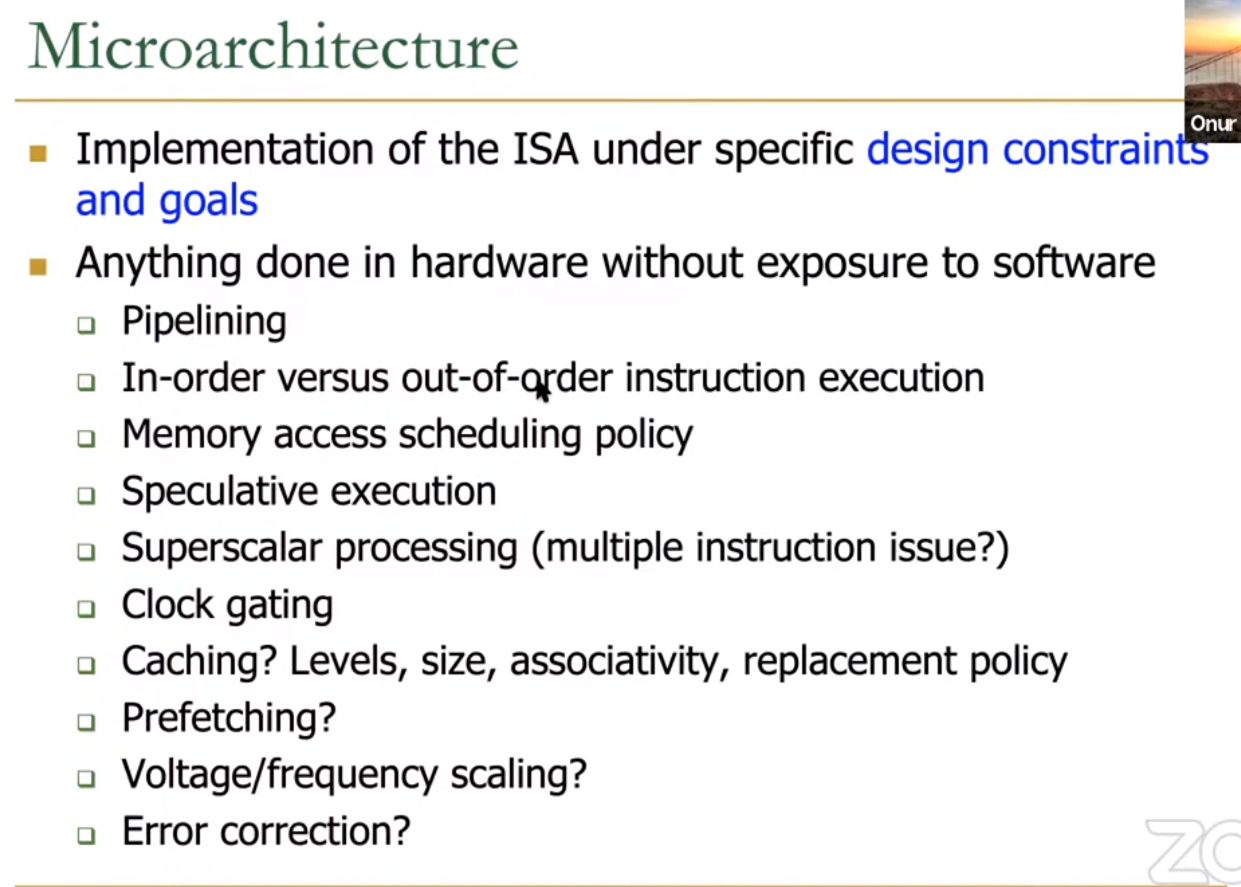 Microarchitecture
Onur
Implementation of the ISA under specific design constraints
and goals
Anything done in hardware without exposure to software
Pipelining
In-order versus out-of-order instruction execution
Memory access scheduling policy
Speculative execution
Superscalar processing (multiple instruction issue?)
Clock gating
Caching? Levels, size, associativity, replacement policy
Prefetching?
Voltage/frequency scaling?
Error correction?